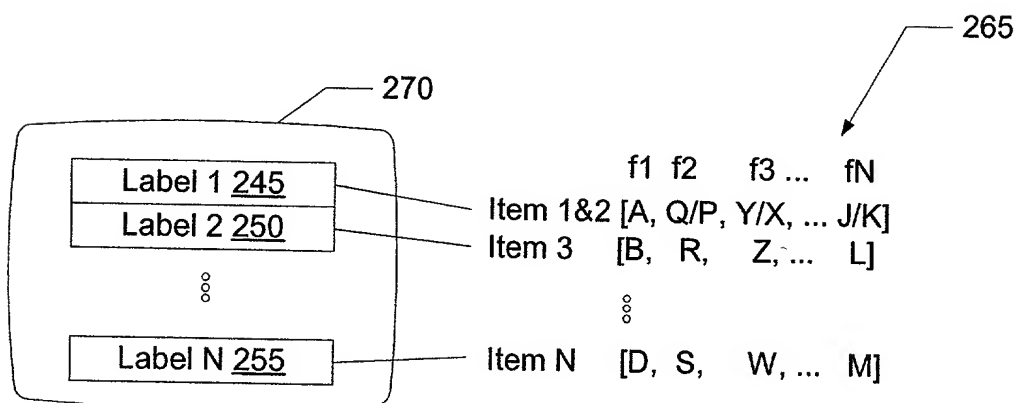 265
270
f1 f2 f3 ... fN
Label 1 245
Item 1&2 [A, Q/P, Y/X, ... J/K]
Label 2 250
Item 3 [B, R, Z, ... L]
Label N 255
Item N [D, S, W, ... M]